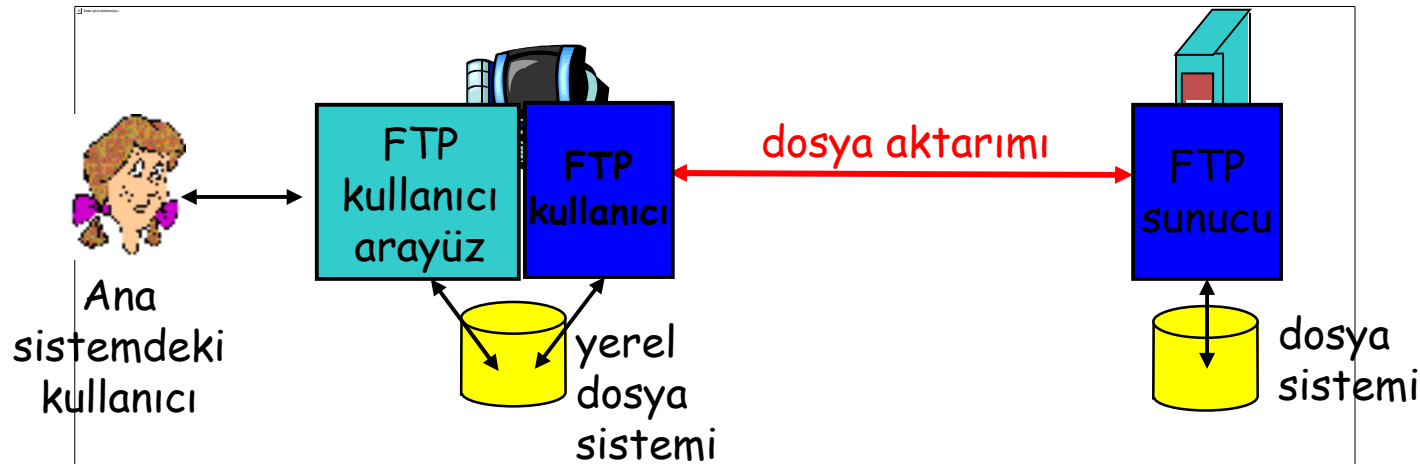 FTP
kullanıcı
arayüz
FTP
kullanıcı
dosya aktarımı
FTP
sunucu
Ana
sistemdeki
kullanıcı
yerel
dosya
sistemi
dosya
sistemi